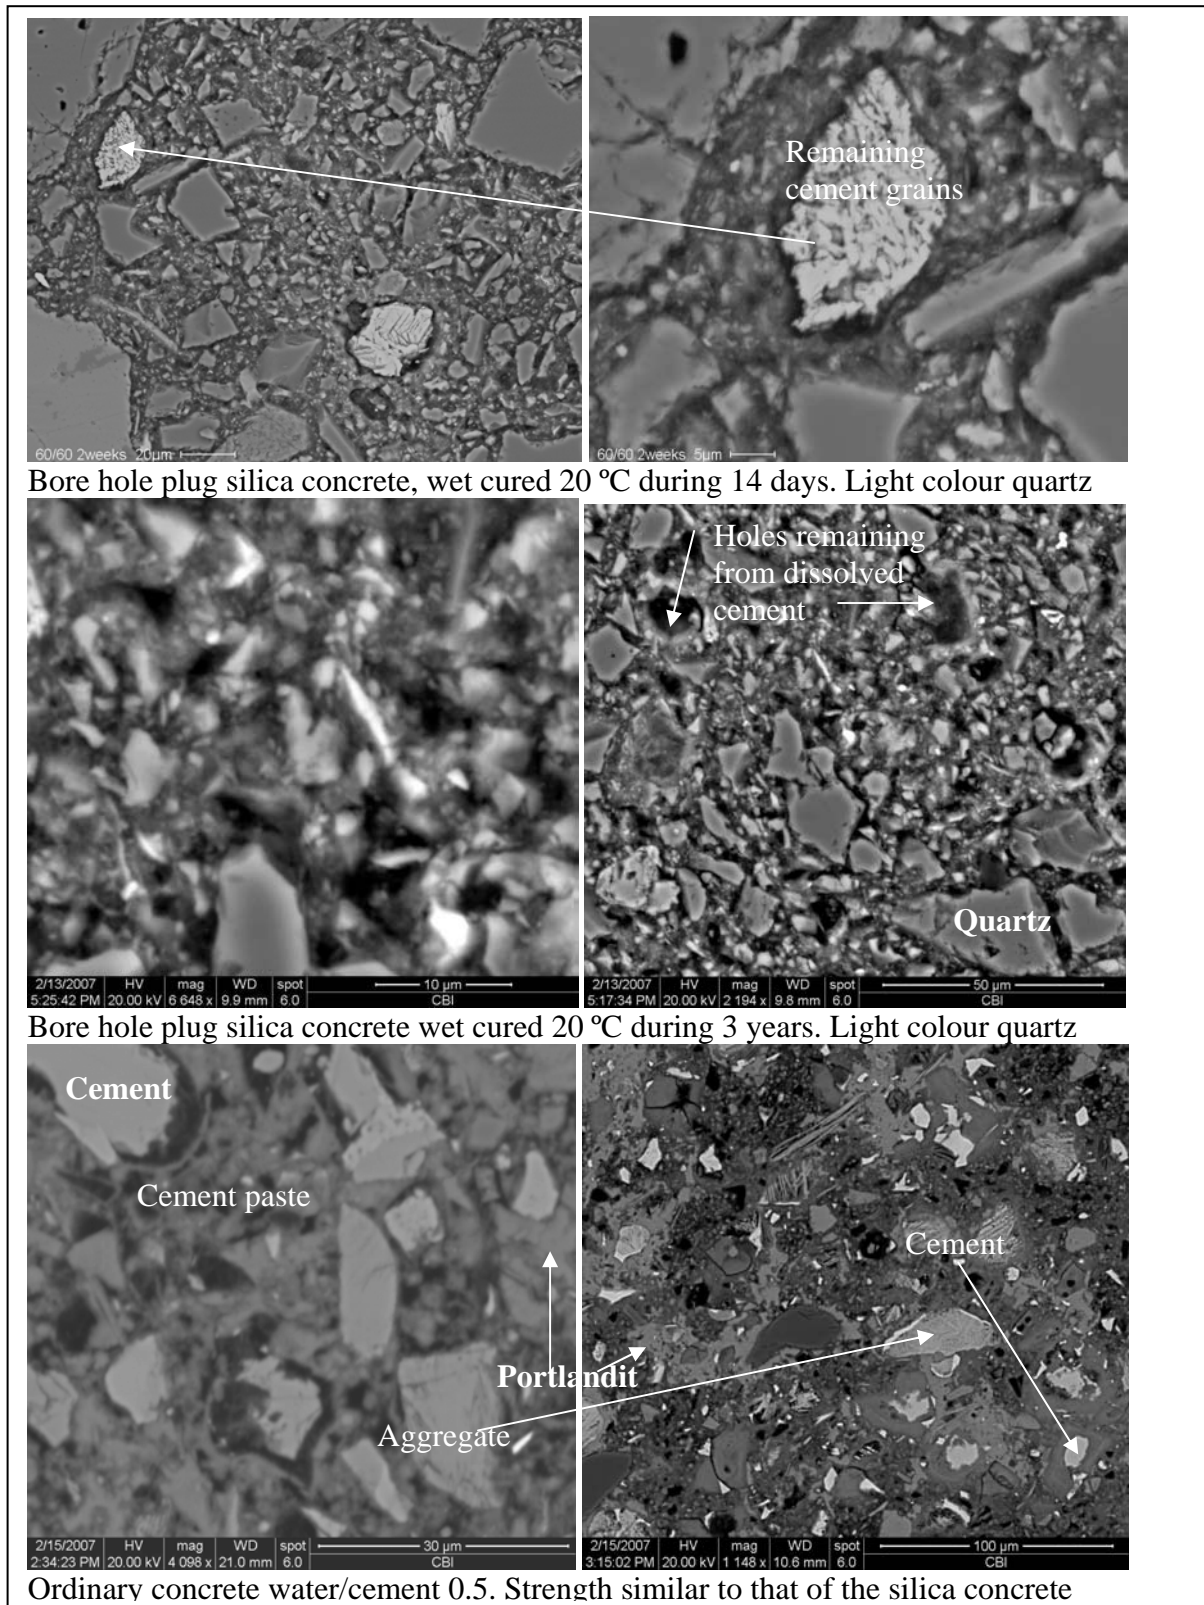 Remaining
cement grains
60/60 2weeks 20µm
60/60 2weeks 5µm
Bore hole plug silica concrete, wet cured 20 ºC during 14 days. Light colour quartz
Holes remaining
from dissolved
cement
Quartz
2/13/2007 HV mag WD spot 10 µm
5:25:42 PM 20.00 kV 6 648 x 9.9 mm 6.0 CBI
2/13/2007 HV mag WD spot 50 µm
5:17:34 PM 20.00 kV 2 194 x 9.8 mm 6.0 CBI
Bore hole plug silica concrete wet cured 20 ºC during 3 years. Light colour quartz
Cement
Cement paste
Cement
Portlandit
Aggregate
2/15/2007 HV mag WD spot 30 µm
2:34:23 PM 20.00 kV 4 098 x 21.0 mm 6.0 CBI
2/15/2007 HV mag WD spot 100 µm
3:15:02 PM 20.00 kV 1 148 x 10.6 mm 6.0 CBI
Ordinary concrete water/cement 0.5. Strength similar to that of the silica concrete